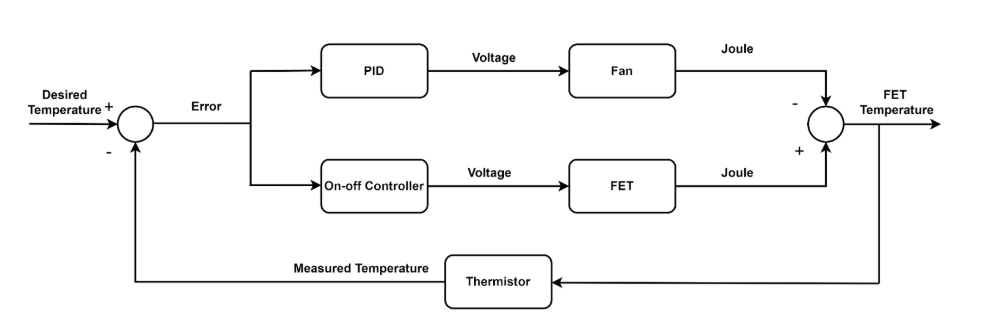 Joule
Voltage
PID
Fan
Desired
Temperature
+
Error
-
FET
Temperature
-
+
On-off Controller
Voltage
FET
Joule
Measured Temperature
Thermistor